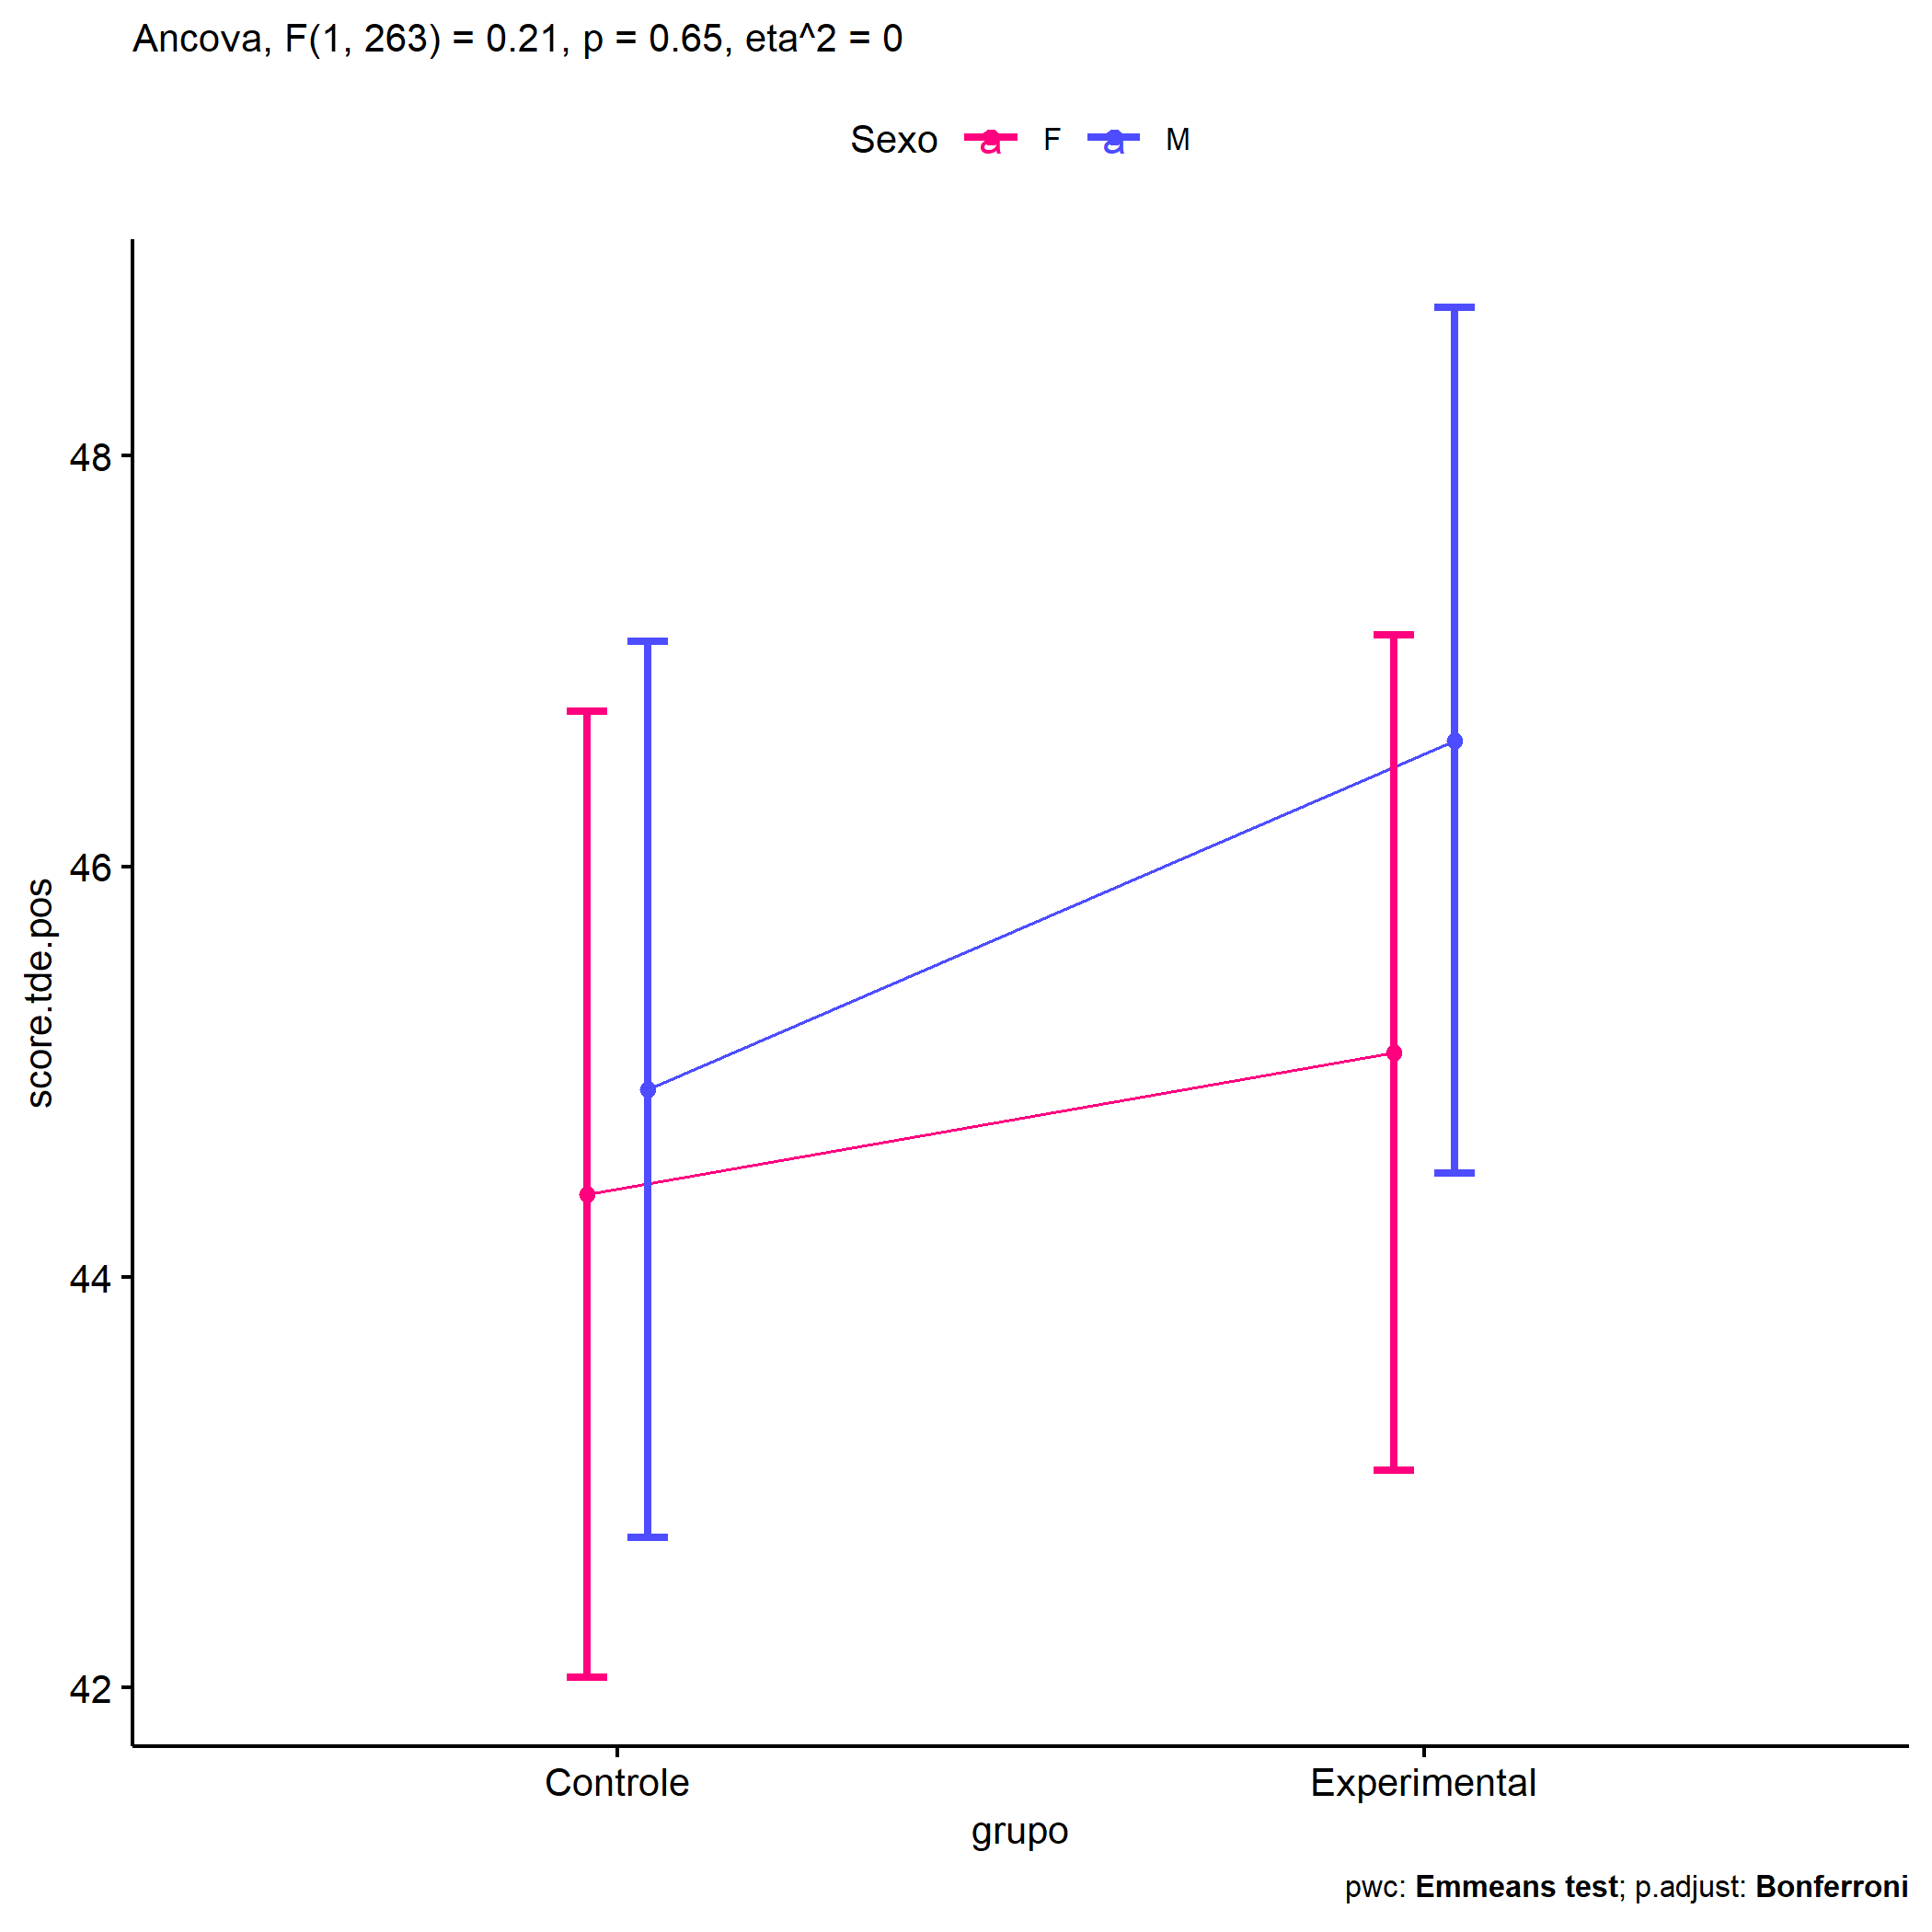 Ancova, F(1, 263) = 0.21, p = 0.65, eta^2 = 0
Sexo a F a M
48
46
44
42
score.tde.pos
Controle Experimental
grupo
pwc: Emmeans test; p.adjust: Bonferroni